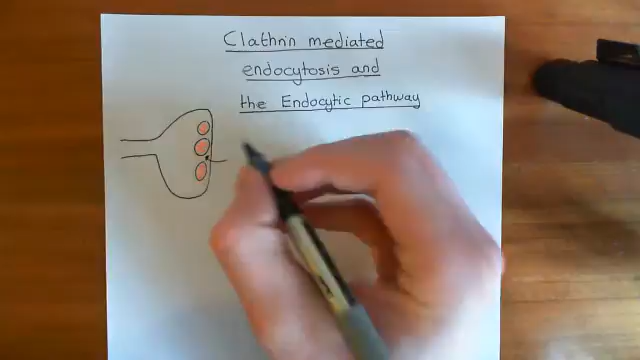 Clathrin mediated
endocytosis and
the Endocytic pathway